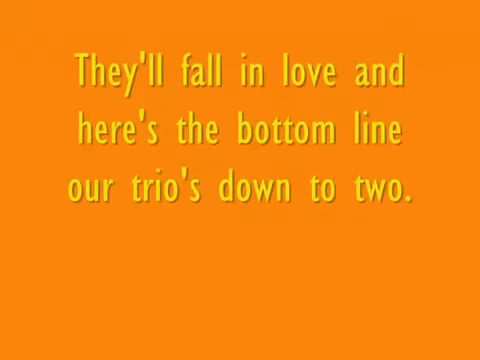 They'll fall in love and
here's the bottom line
our trio's down to two.